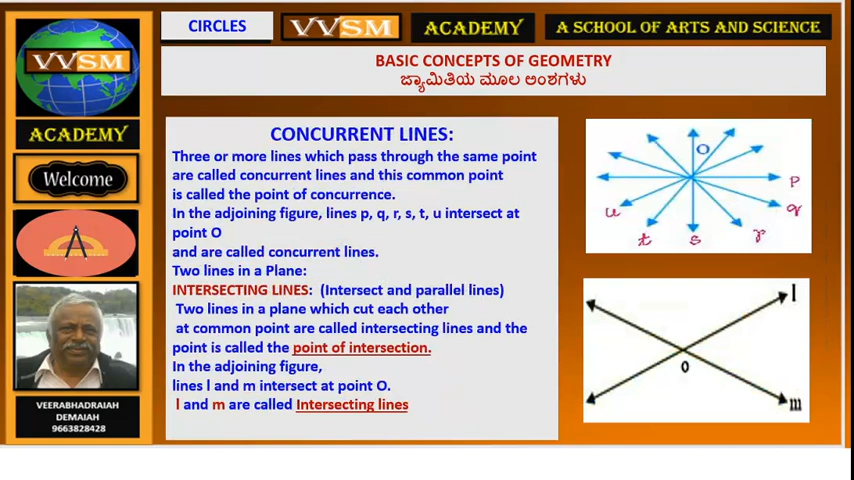 CIRCLES
VVSM
ACADEMY
A SCHOOL OF ARTS AND SCIENCE
VVSM
ACADEMY
Welcome
VEERABHADRAIAH
DEMAIAH
9663828428
BASIC CONCEPTS OF GEOMETRY
ಜ್ಯಾಮಿತಿಯ ಮೂಲ ಅಂಶಗಳು
CONCURRENT LINES:
Three or more lines which pass through the same point
are called concurrent lines and this common point
is called the point of concurrence.
In the adjoining figure, lines p, q, r, s, t, u intersect at
point O
and are called concurrent lines.
Two lines in a Plane:
INTERSECTING LINES: (Intersect and parallel lines)
Two lines in a plane which cut each other
at common point are called intersecting lines and the
point is called the point of intersection.
In the adjoining figure,
lines l and m intersect at point O.
l and m are called Intersecting lines
O
p
q
r
s
t
u
l
o
m